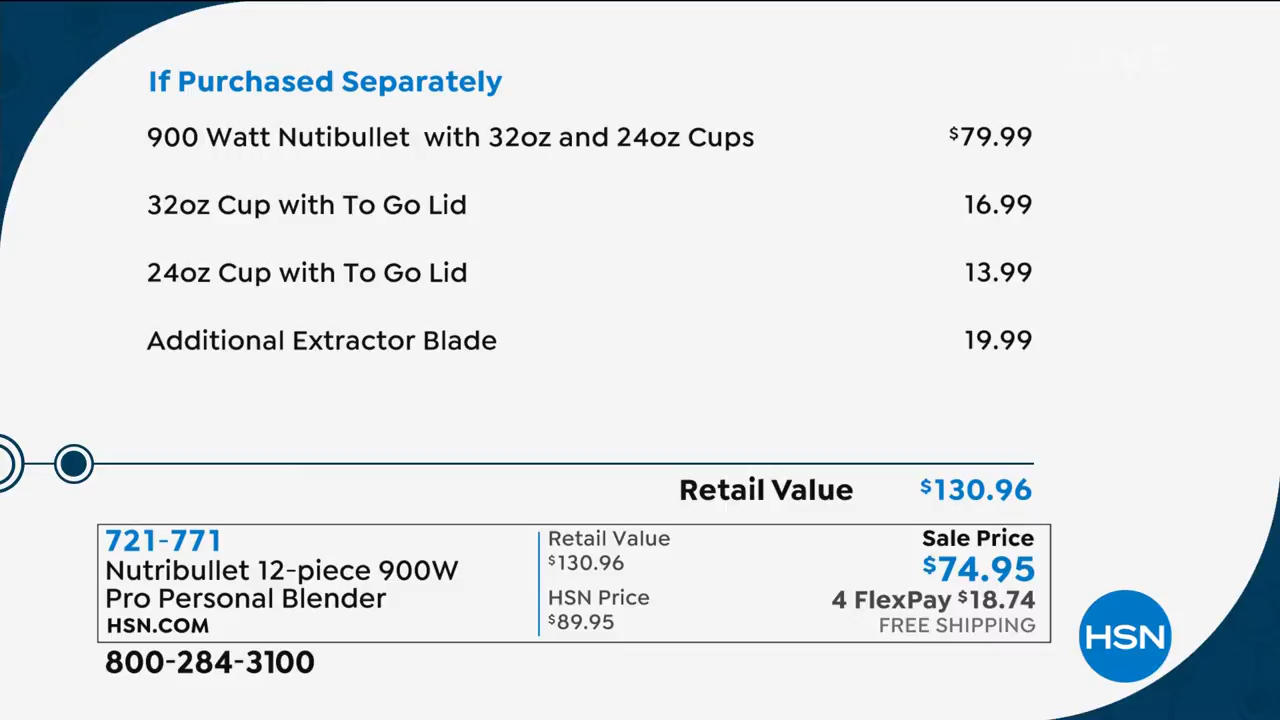 If Purchased Separately
900 Watt Nutibullet with 32oz and 24oz Cups $79.99
32oz Cup with To Go Lid 16.99
24oz Cup with To Go Lid 13.99
Additional Extractor Blade 19.99
Retail Value $130.96
721-771
Nutribullet 12-piece 900W
Pro Personal Blender
HSN.COM
Retail Value
$130.96
HSN Price
$89.95
Sale Price
$74.95
4 FlexPay $18.74
FREE SHIPPING
800-284-3100
HSN